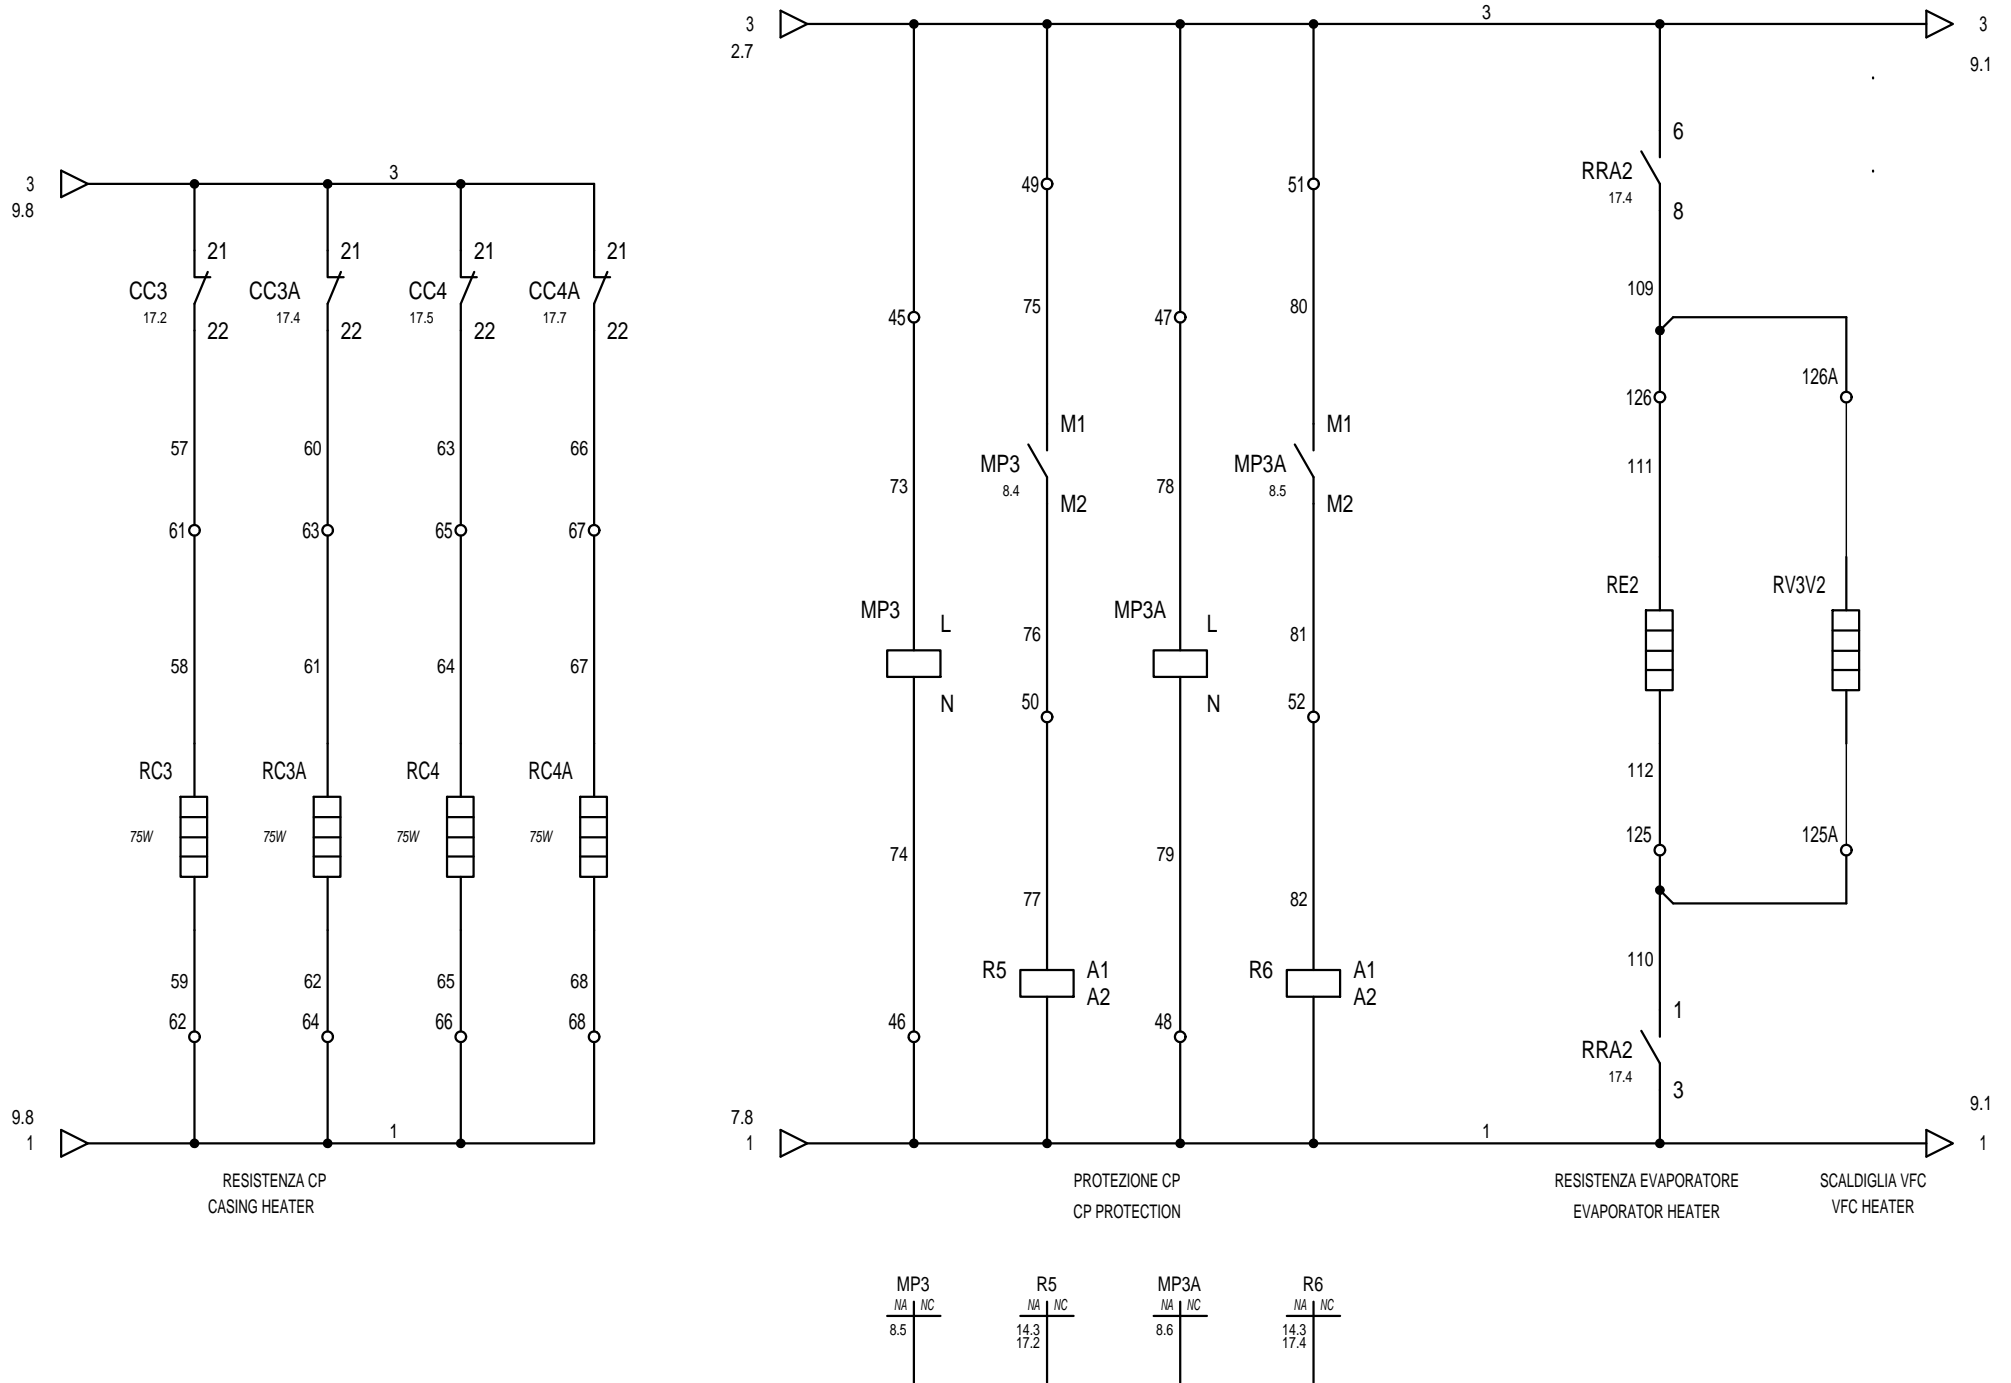 3
9.8
3
CC3
17.2
21
22
CC3A
17.4
21
22
CC4
17.5
21
22
CC4A
17.7
21
22
57
60
63
66
61
63
65
67
58
61
64
67
RC3
RC3A
RC4
RC4A
75W
75W
75W
75W
59
62
65
68
62
64
66
68
9.8
1
1
RESISTENZA CP
CASING HEATER
3
2.7
3
3
9.1
49
51
45
75
47
80
73
MP3
8.4
M1
M2
78
MP3A
8.5
M1
M2
MP3
L
N
76
50
MP3A
L
N
81
52
74
77
79
82
R5
A1
A2
R6
A1
A2
46
48
RRA2
17.4
6
8
109
126
126A
111
RE2
RV3V2
112
125
125A
110
RRA2
17.4
1
3
7.8
1
1
9.1
1
PROTEZIONE CP
CP PROTECTION
RESISTENZA EVAPORATORE
EVAPORATOR HEATER
SCALDIGLIA VFC
VFC HEATER
MP3
NA NC
8.5
R5
NA NC
14.3
17.2
MP3A
NA NC
8.6
R6
NA NC
14.3
17.4